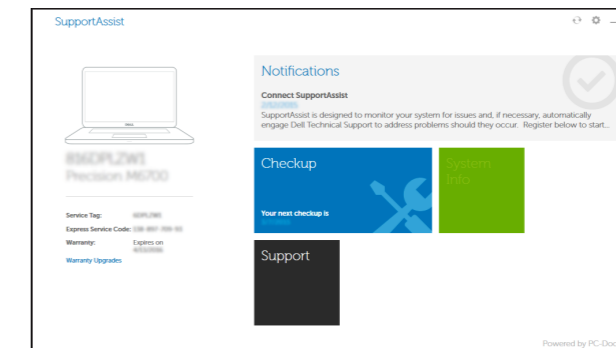 SupportAssist
Notifications
Connect SupportAssist
SupportAssist is designed to monitor your system for issues and, if necessary, automatically
engage Dell Technical Support to address problems should they occur. Register below to start...
Precision M6700
Service Tag:
Express Service Code:
Warranty: Expires on
Warranty Upgrades
Checkup
Your next checkup is
System
Info
Support
Powered by PC-Doc